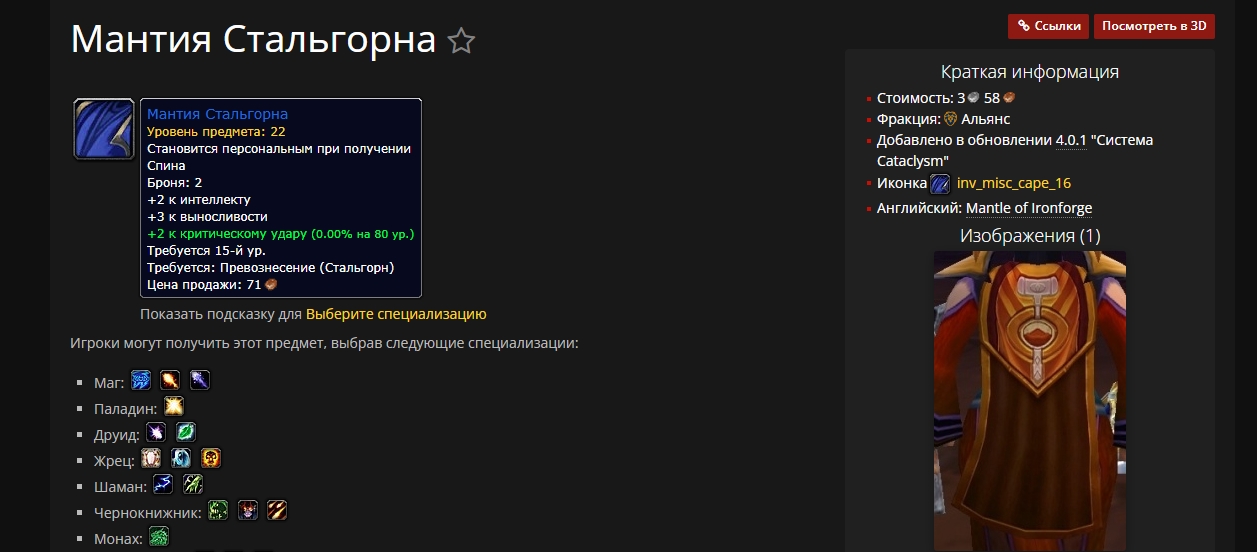 Мантия Стальгорна
Мантия Стальгорна
Уровень предмета: 22
Становится персональным при получении
Спина
Броня: 2
+2 к интеллекту
+3 к выносливости
+2 к критическому удару (0.00% на 80 ур.)
Требуется 15-й ур.
Требуется: Превознесение (Стальгорн)
Цена продажи: 71
Показать подсказку для Выберите специализацию
Игроки могут получить этот предмет, выбрав следующие специализации:
Маг:
Паладин:
Друид:
Жрец:
Шаман:
Чернокнижник:
Монах:
Ссылки
Посмотреть в 3D
Краткая информация
Стоимость: 3 58
Фракция: Альянс
Добавлено в обновлении 4.0.1 "Система
Cataclysm"
Иконка inv_misc_cape_16
Английский: Mantle of Ironforge
Изображения (1)